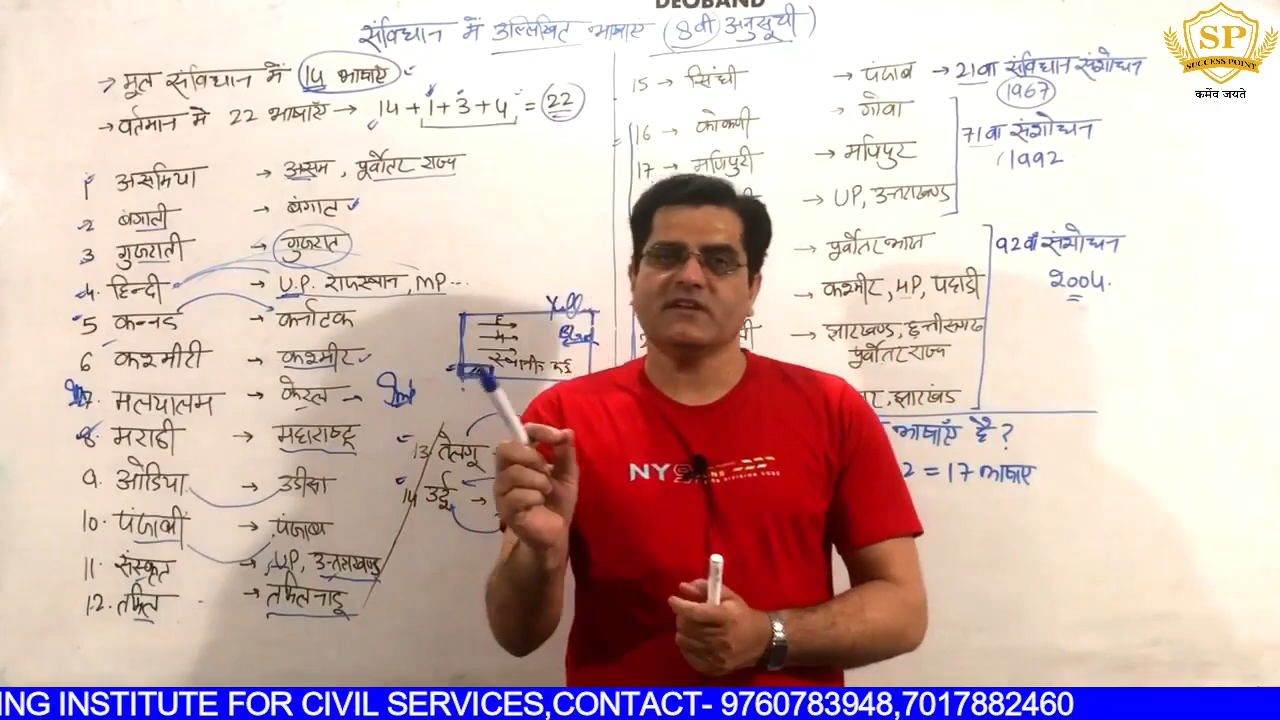 DEOBAND
संविधान में उल्लिखित भाषाएं (8वी अनुसूची)
SP
SUCCESS POINT
कर्मेव जयते
→ मूल संविधान में 14 भाषाएं
→ वर्तमान मे 22 भाषाएँ → 14 + 1 + 3 + 4 = 22
1 असमिया → असम, पूर्वोतर राज्य
2 बंगाली → बंगाल
3 गुजराती → गुजरात
4 हिन्दी → U.P. राजस्थान, MP...
5 कन्नड → कर्नाटक
6 कश्मीरी → कश्मीर
7. मलयालम → केरल
8. मराठी → महाराष्ट्र
9. ओडिया → उडीसा
10. पंजाबी → पंजाब
11. संस्कृत → UP, उत्तराखण्ड
12. तमिल → तमिलनाडू
13 तेलगू
14 उर्दू →
E
H
15 → सिंधी → पंजाब → 21वा संविधान संशोधन
1967
16 → कोकणी → गोवा
17 → मणिपुरी → मणिपुर
→ UP, उत्तराखण्ड
71वा संशोधन
1992
→ पूर्वोतर भारत
→ कश्मीर, HP, पहाडी
→ झारखण्ड, छत्तीसगढ
पूर्वोतर राज्य
झारखंड
92वां संशोधन
2004.
भाषाएँ है?
2 = 17 भाषाएं
NY
ING INSTITUTE FOR CIVIL SERVICES,CONTACT- 9760783948,7017882460